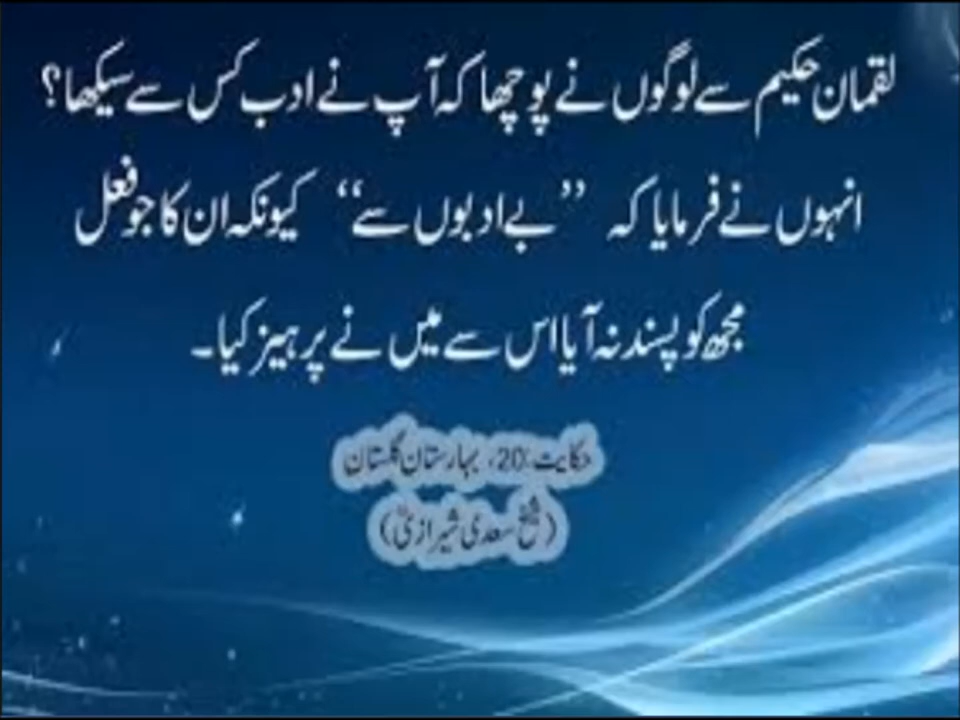 لقمان حکیم سے لوگوں نے پوچھا کہ آپ نے ادب کس سے سیکھا؟
انہوں نے فرمایا کہ ”بے ادبوں سے“ کیونکہ ان کا جو فعل
مجھ کو پسند نہ آیا اس سے میں نے پرہیز کیا۔
حکایت:20، بہارستان گلستان
(شیخ سعدی شیرازیؒ)